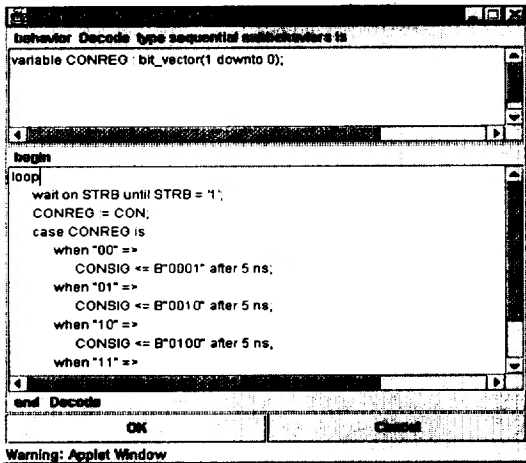 behavior Decode type sequential subbehaviors is
variable CONREG : bit_vector(1 downto 0);
begin
loop
wait on STRB until STRB = '1';
CONREG := CON;
case CONREG is
when "00" =>
CONSIG <= B"0001" after 5 ns;
when "01" =>
CONSIG <= B"0010" after 5 ns;
when "10" =>
CONSIG <= B"0100" after 5 ns;
when "11" =>
end Decode
OK
Cancel
Warning: Applet Window